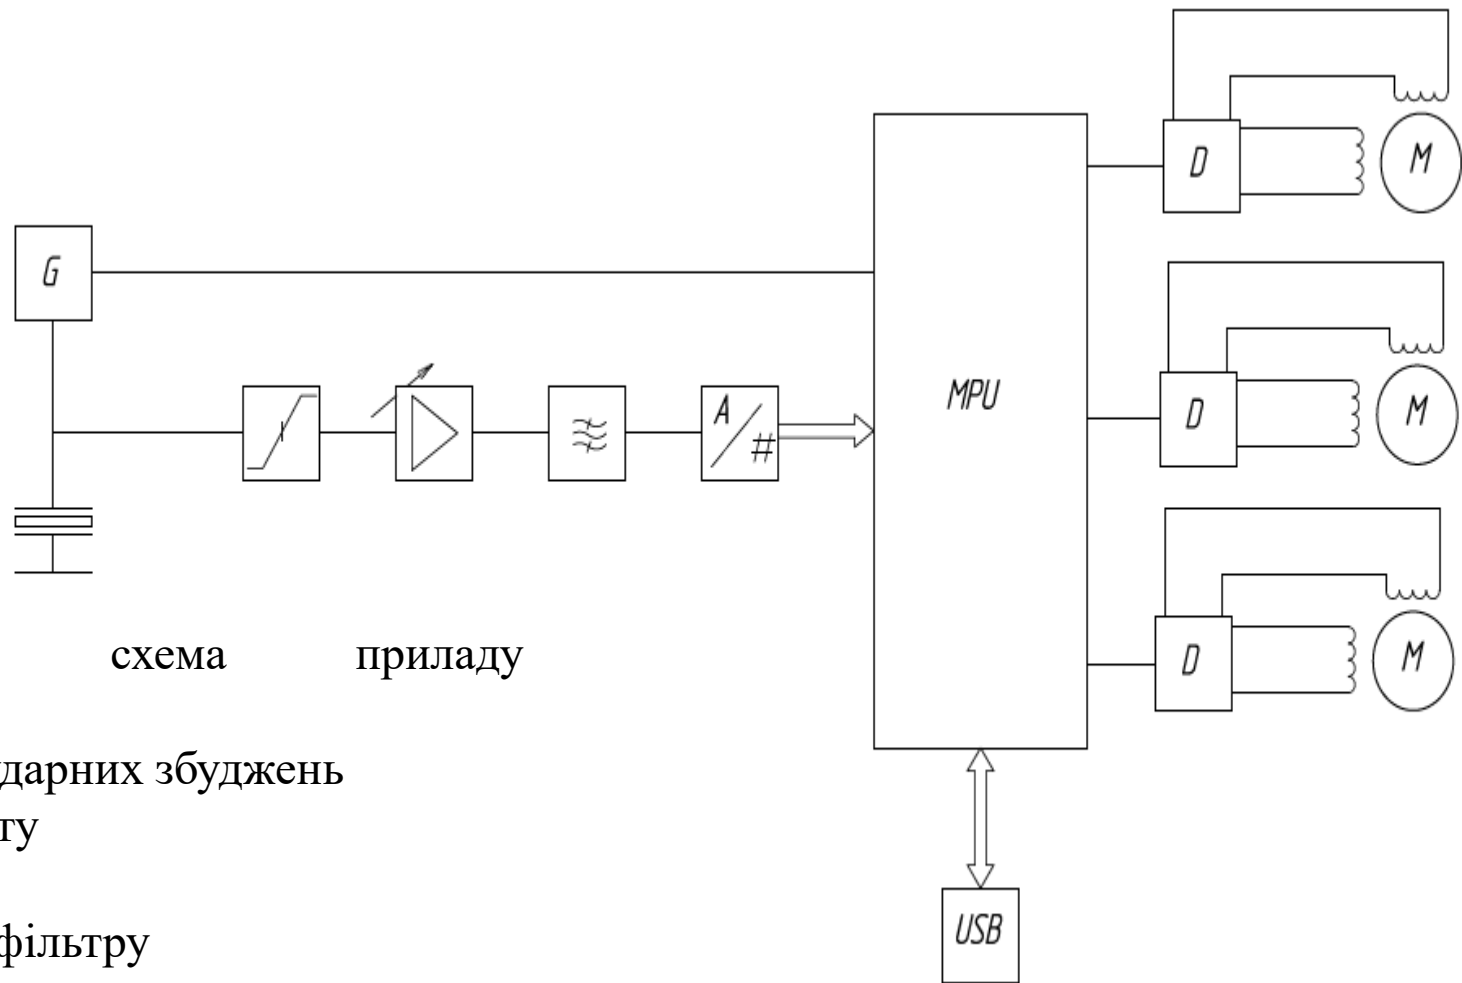 D
M
G
A
#
MPU
D
M
D
M
схема приладу
дарних збуджень
ту
фільтру
USB